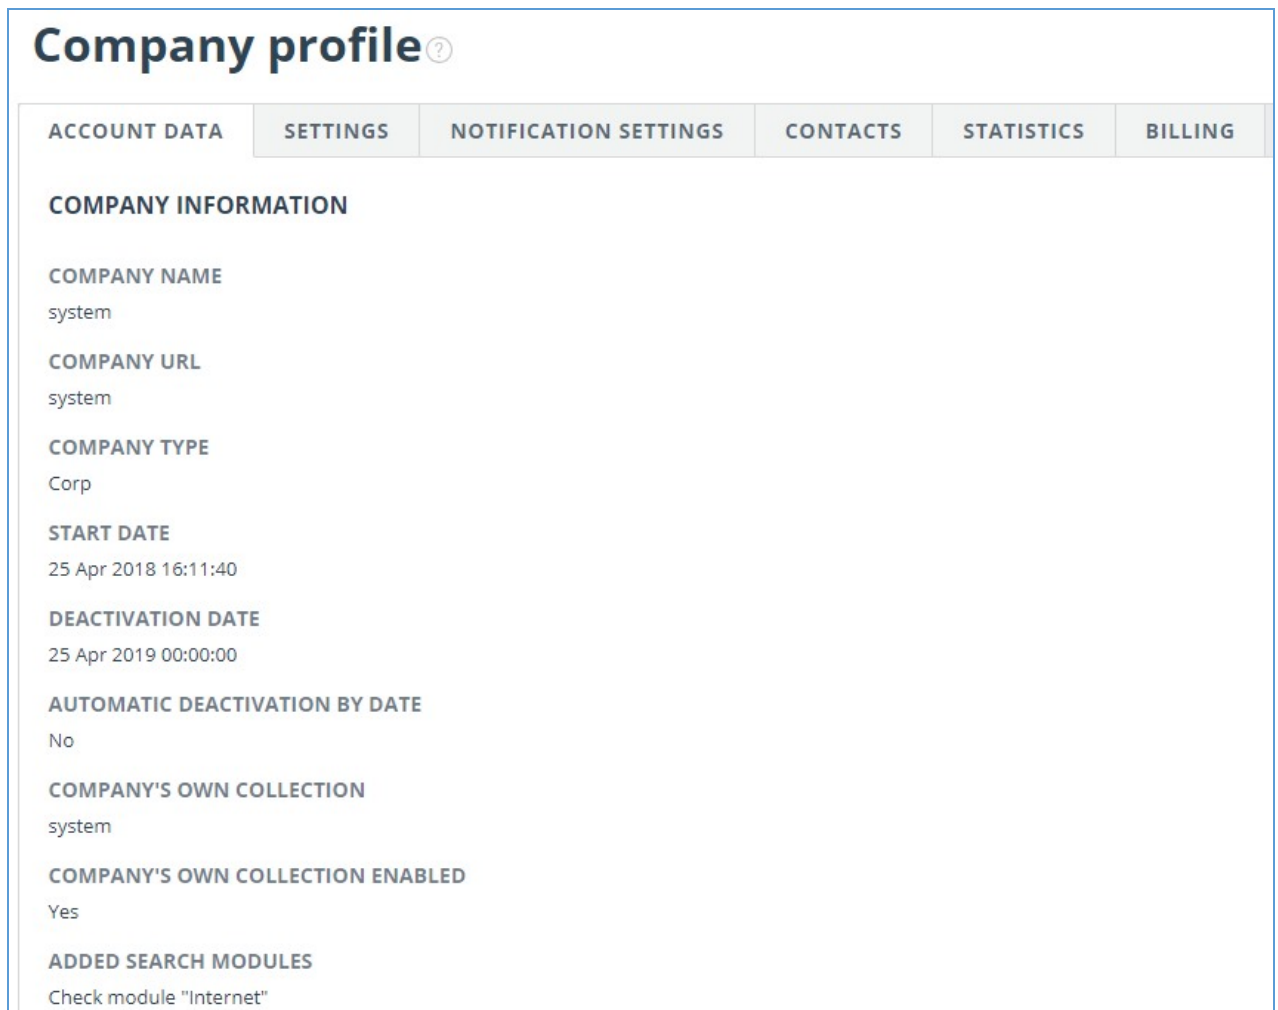 Company profile ?
ACCOUNT DATA SETTINGS NOTIFICATION SETTINGS CONTACTS STATISTICS BILLING
COMPANY INFORMATION
COMPANY NAME
system
COMPANY URL
system
COMPANY TYPE
Corp
START DATE
25 Apr 2018 16:11:40
DEACTIVATION DATE
25 Apr 2019 00:00:00
AUTOMATIC DEACTIVATION BY DATE
No
COMPANY'S OWN COLLECTION
system
COMPANY'S OWN COLLECTION ENABLED
Yes
ADDED SEARCH MODULES
Check module "Internet"